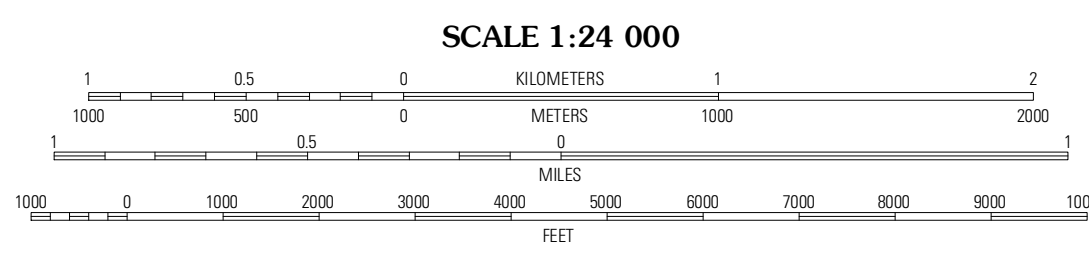 SCALE 1:24 000
1 0.5 0 KILOMETERS 1 2
1000 500 0 METERS 1000 2000
1 0.5 0 1
MILES
1000 0 1000 2000 3000 4000 5000 6000 7000 8000 9000 100
FEET